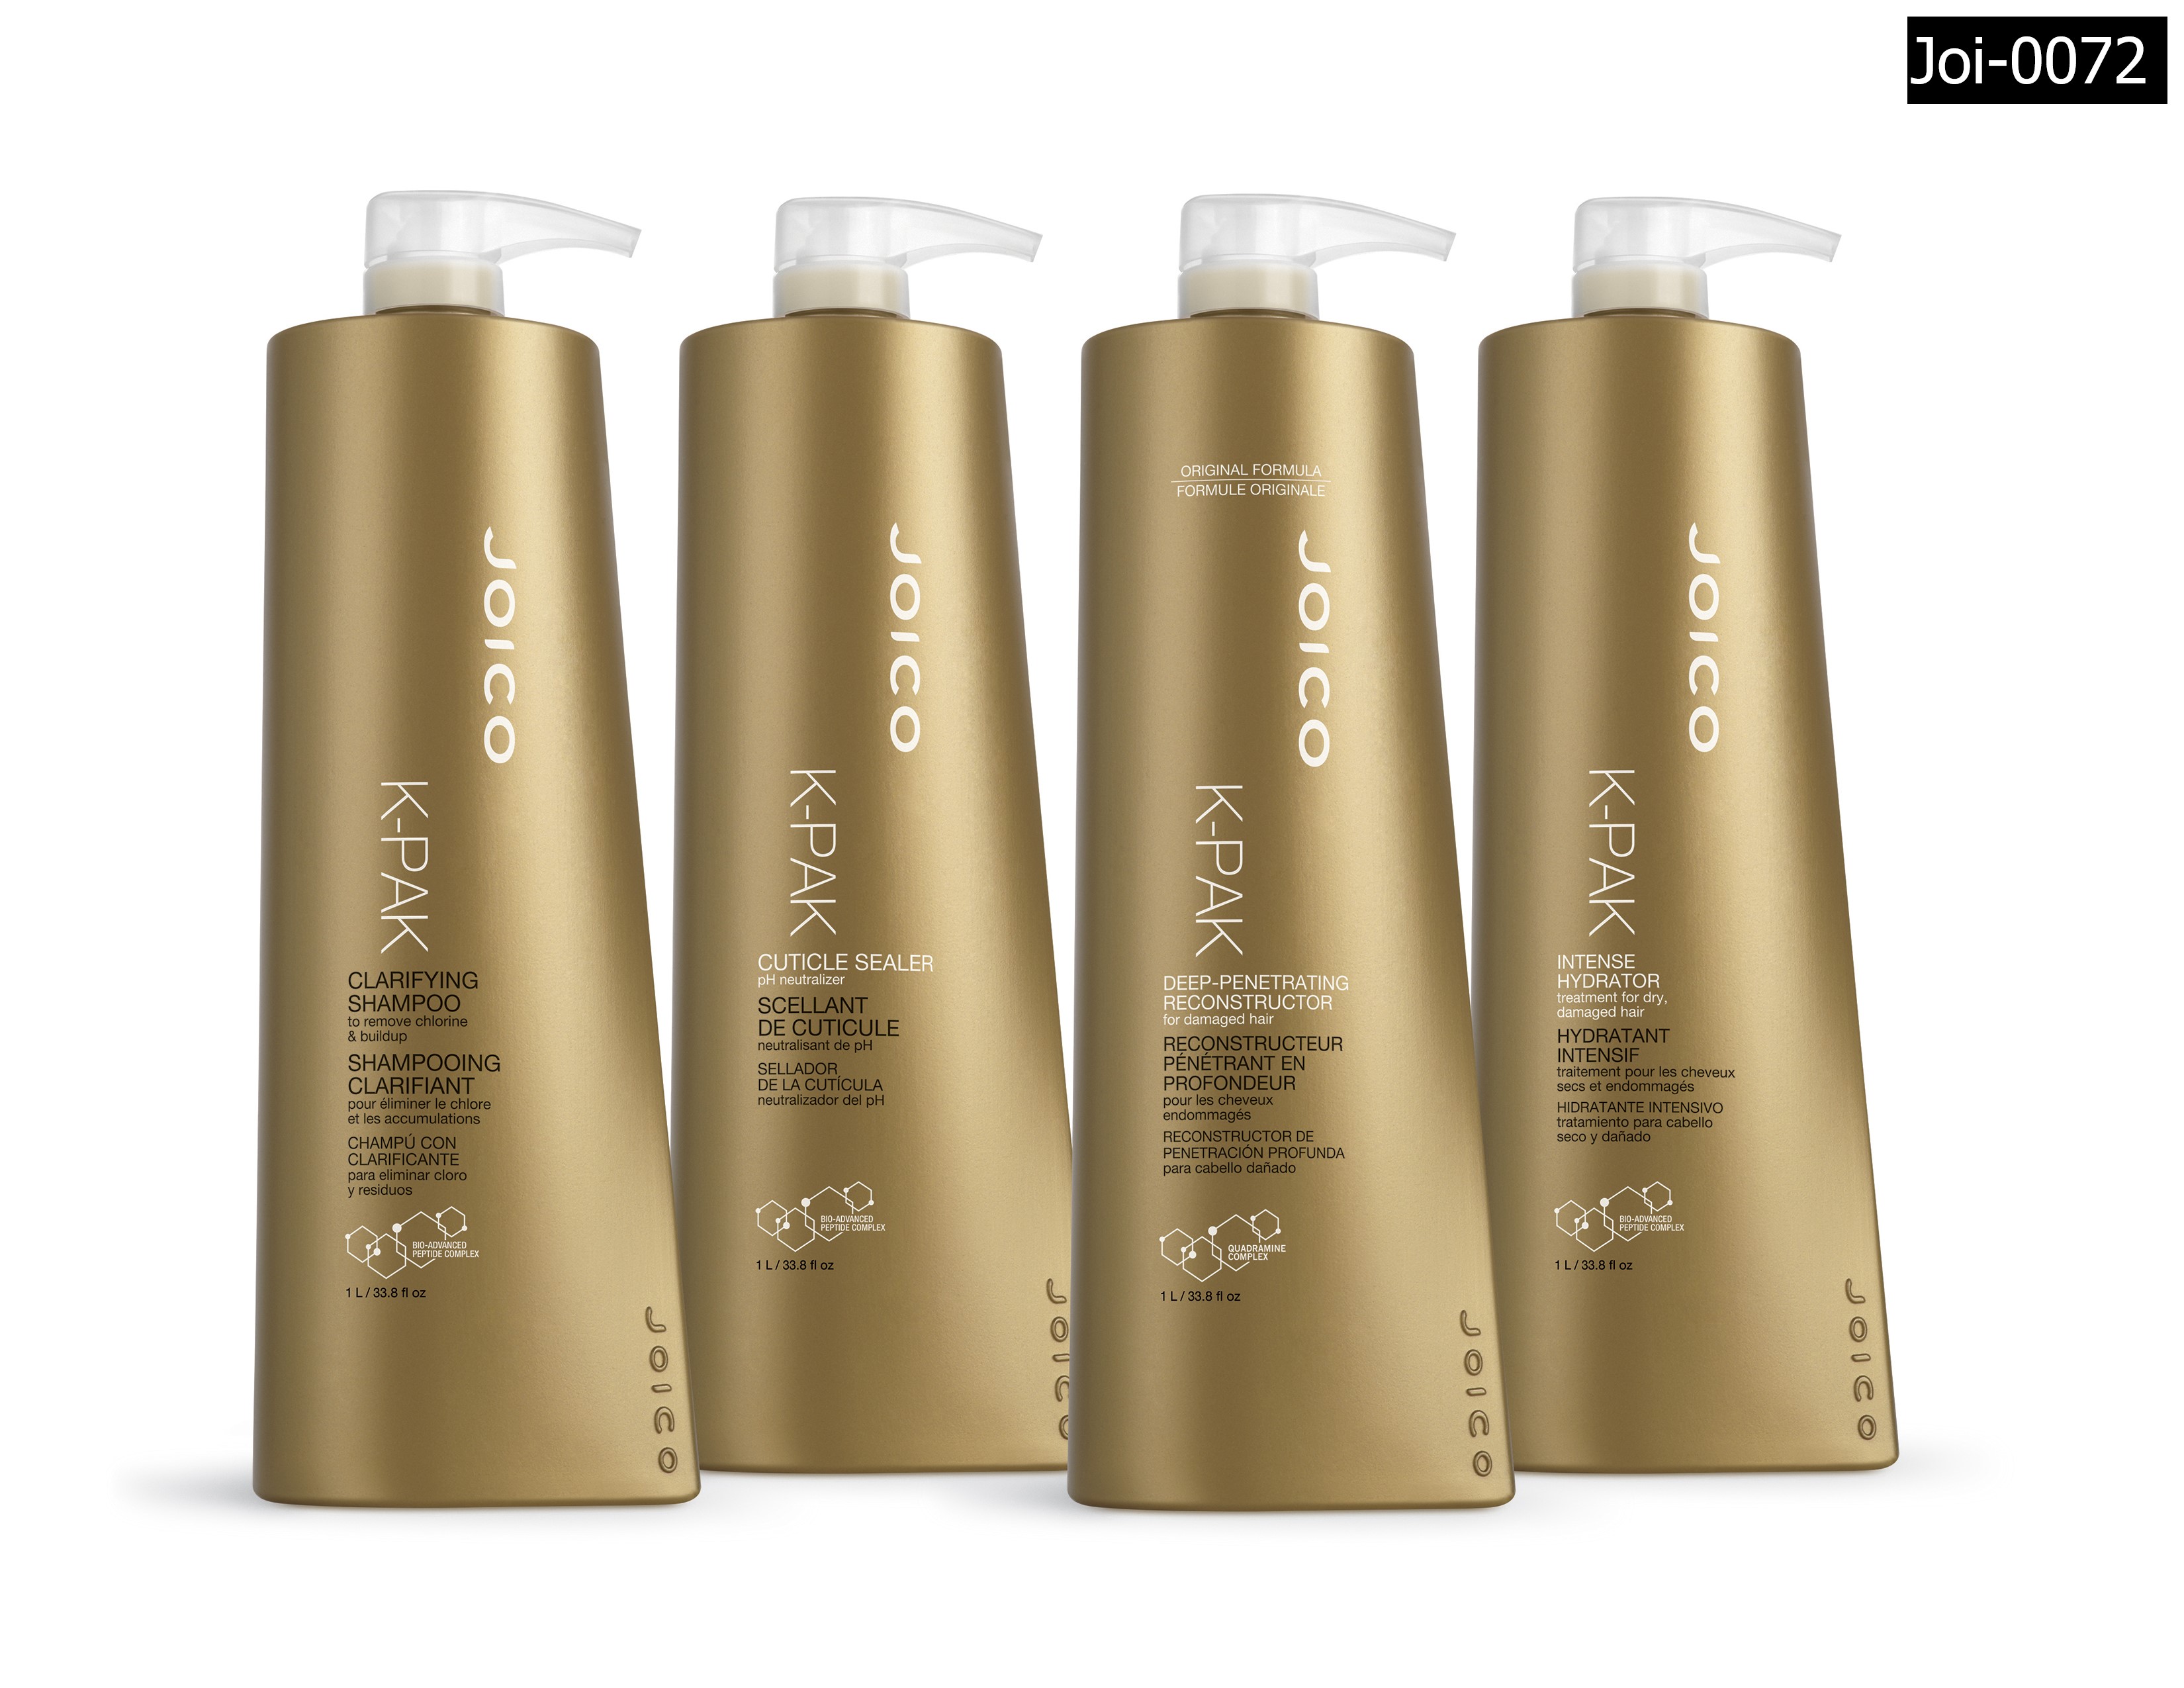 Joi-0072
JOICO
K-PAK
CLARIFYING
SHAMPOO
to remove chlorine
& buildup
SHAMPOOING
CLARIFIANT
pour éliminer le chlore
et les accumulations
CHAMPÚ CON
CLARIFICANTE
para eliminar cloro
y residuos
BIO-ADVANCED
PEPTIDE COMPLEX
1 L / 33.8 fl oz
JOICO
JOICO
K-PAK
CUTICLE SEALER
pH neutralizer
SCELLANT
DE CUTICULE
neutralisant de pH
SELLADOR
DE LA CUTÍCULA
neutralizador del pH
BIO-ADVANCED
PEPTIDE COMPLEX
1 L / 33.8 fl oz
JOICO
ORIGINAL FORMULA
FORMULE ORIGINALE
JOICO
K-PAK
DEEP-PENETRATING
RECONSTRUCTOR
for damaged hair
RECONSTRUCTEUR
PÉNÉTRANT EN
PROFONDEUR
pour les cheveux
endommagés
RECONSTRUCTOR DE
PENETRACIÓN PROFUNDA
para cabello dañado
QUADRAMINE
COMPLEX
1 L / 33.8 fl oz
JOICO
JOICO
K-PAK
INTENSE
HYDRATOR
treatment for dry,
damaged hair
HYDRATANT
INTENSIF
traitement pour les cheveux
secs et endommagés
HIDRATANTE INTENSIVO
tratamiento para cabello
seco y dañado
BIO-ADVANCED
PEPTIDE COMPLEX
1 L / 33.8 fl oz
JOICO